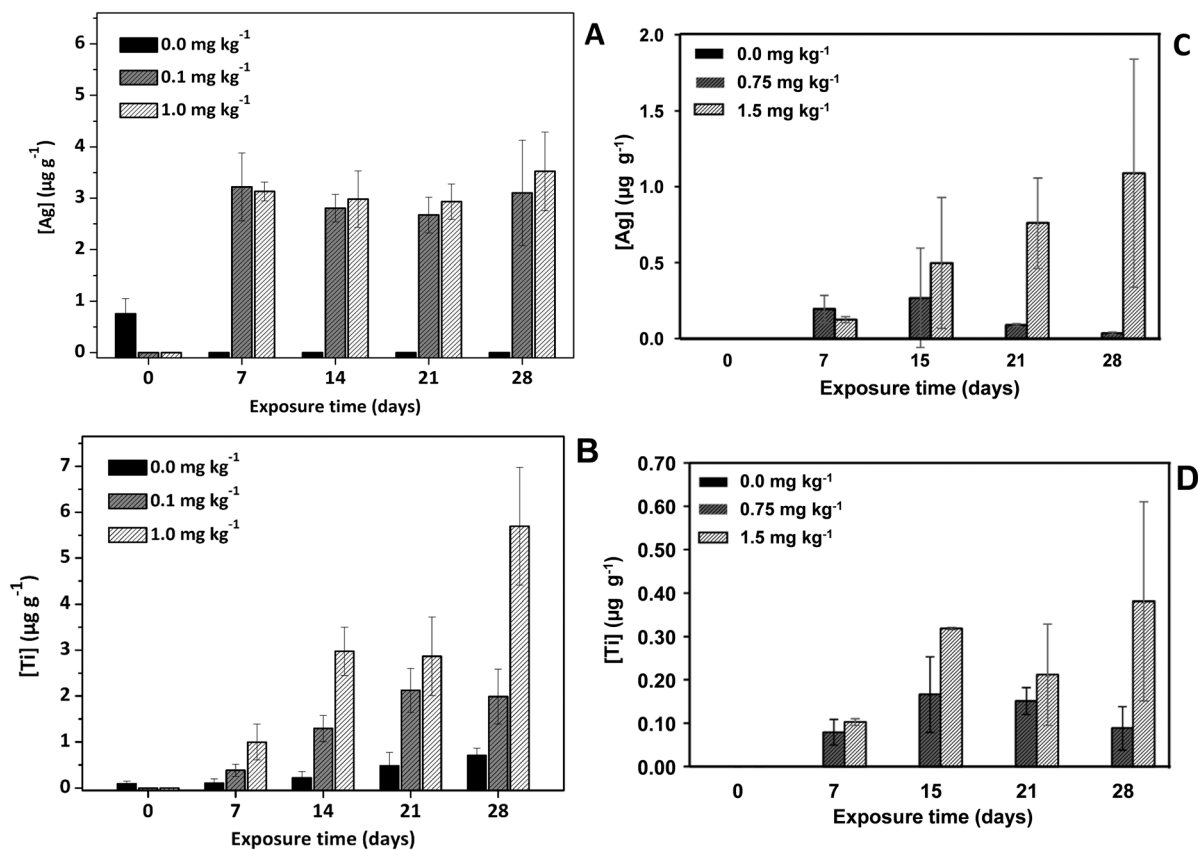 A
0.0 mg kg⁻¹
0.1 mg kg⁻¹
1.0 mg kg⁻¹
[Ag] (µg g⁻¹)
6
5
4
3
2
1
0
0 7 14 21 28
Exposure time (days)
C
0.0 mg kg⁻¹
0.75 mg kg⁻¹
1.5 mg kg⁻¹
[Ag] (µg g⁻¹)
2.0
1.5
1.0
0.5
0.0
0 7 15 21 28
Exposure time (days)
B
0.0 mg kg⁻¹
0.1 mg kg⁻¹
1.0 mg kg⁻¹
[Ti] (µg g⁻¹)
7
6
5
4
3
2
1
0
0 7 14 21 28
Exposure time (days)
D
0.0 mg kg⁻¹
0.75 mg kg⁻¹
1.5 mg kg⁻¹
[Ti] (µg g⁻¹)
0.70
0.60
0.50
0.40
0.30
0.20
0.10
0.00
0 7 15 21 28
Exposure time (days)